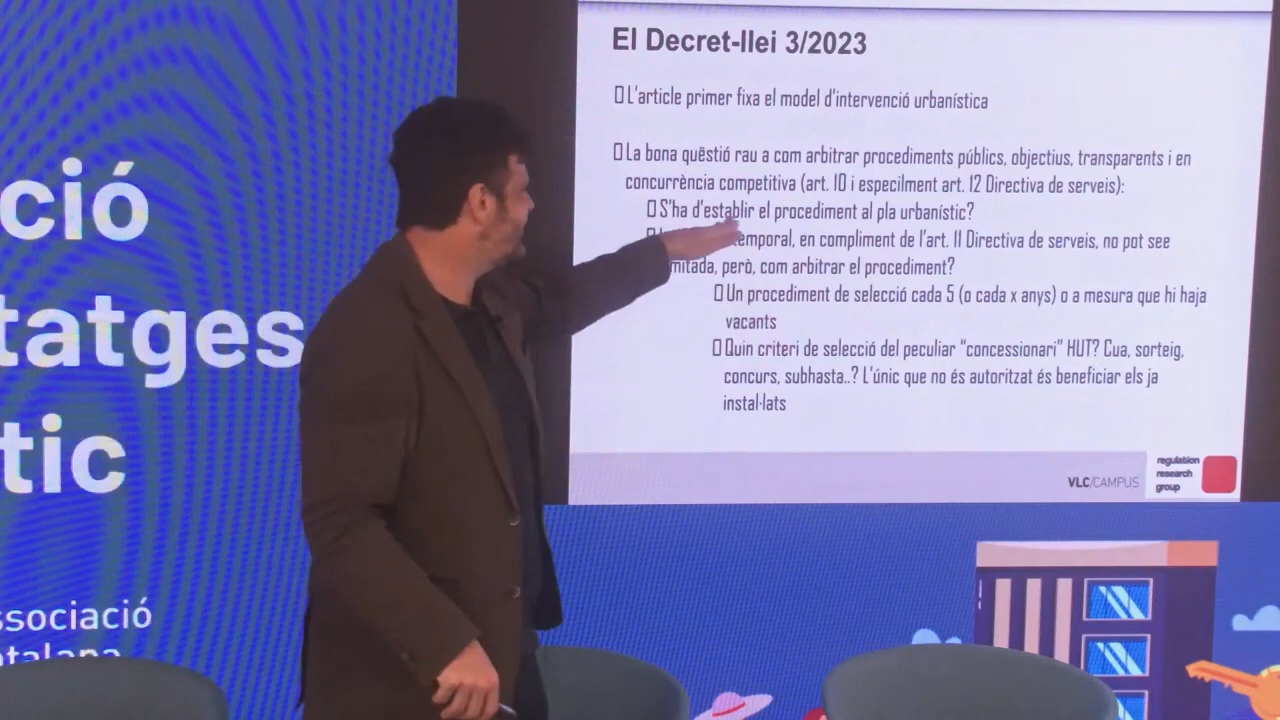 ció
tatges
tic
ssociació
atalana
El Decret-llei 3/2023
L'article primer fixa el model d'intervenció urbanística
La bona quëstió rau a com arbitrar procediments públics, objectius, transparents i en
concurrència competitiva (art. 10 i especilment art. 12 Directiva de serveis):
S'ha d'establir el procediment al pla urbanístic?
temporal, en compliment de l'art. 11 Directiva de serveis, no pot see
mitada, però, com arbitrar el procediment?
Un procediment de selecció cada 5 (o cada x anys) o a mesura que hi haja
vacants
Quin criteri de selecció del peculiar "concessionari" HUT? Cua, sorteig,
concurs, subhasta..? L'únic que no és autoritzat és beneficiar els ja
instal·lats
VLC/CAMPUS
regulation
research
group